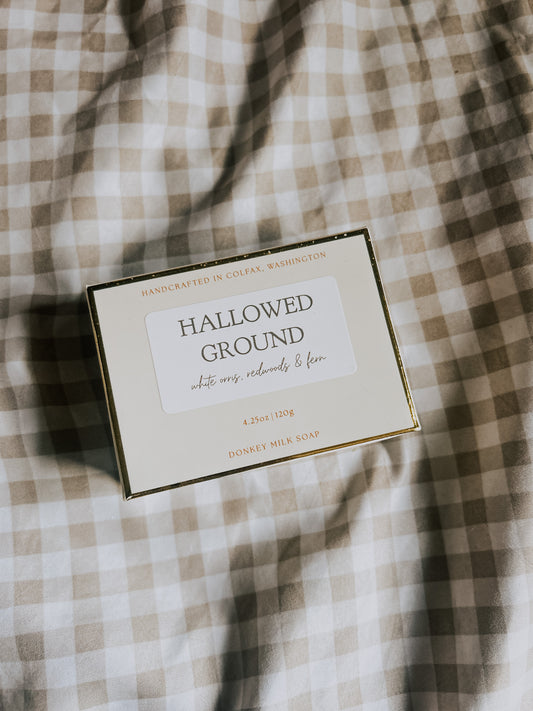 HANDCRAFTED IN COLFAX, WASHINGTON
HALLOWED
GROUND
white orris, redwoods & fern
4.25oz | 120g
DONKEY MILK SOAP